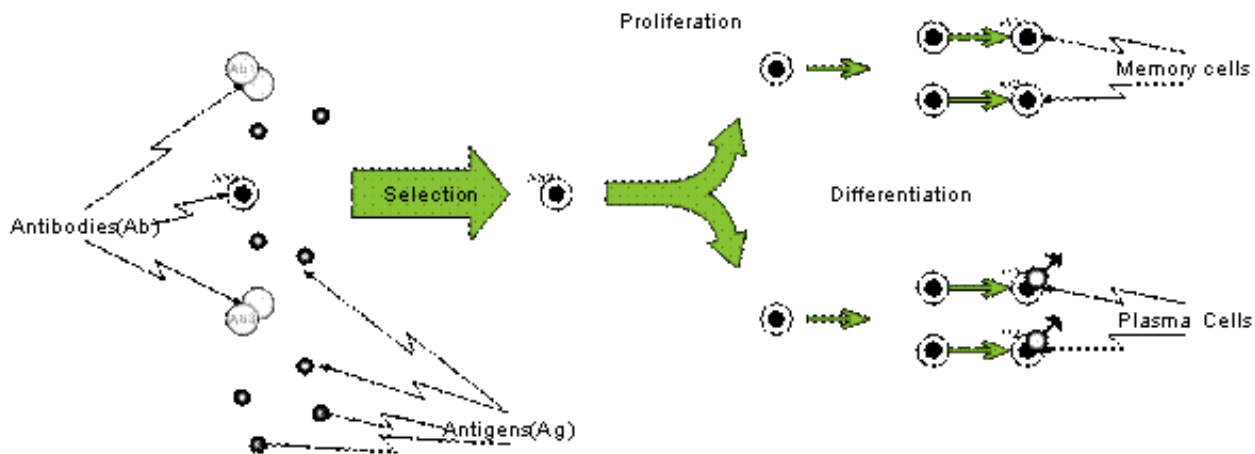 Proliferation
Memory cells
Selection
Differentiation
Antibodies(Ab)
Plasma Cells
Antigens(Ag)